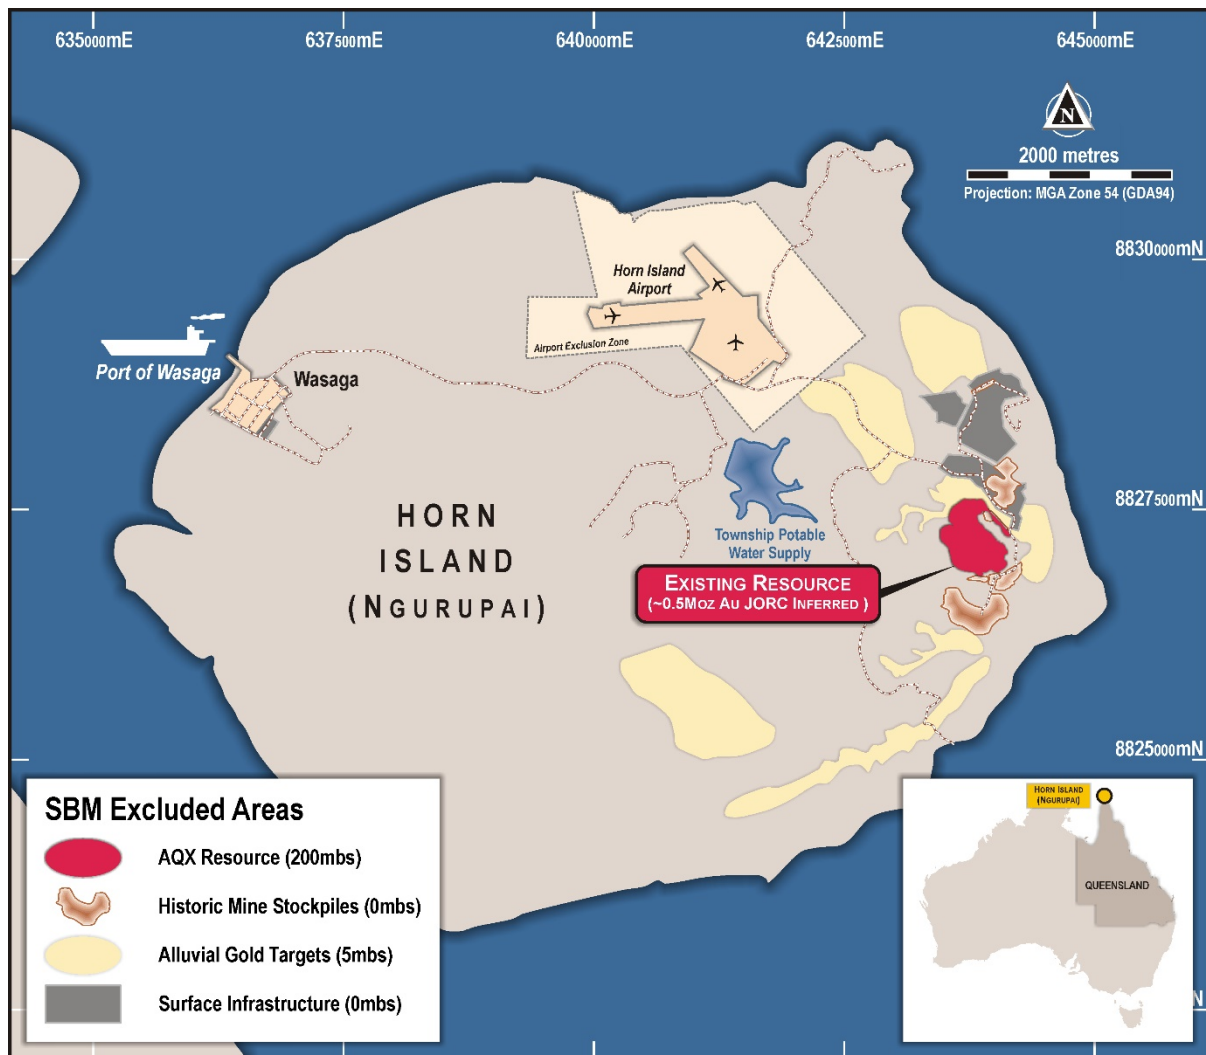 635000mE
637500mE
640000mE
642500mE
645000mE
N
2000 metres
Projection: MGA Zone 54 (GDA94)
8830000mN
Horn Island
Airport
Airport Exclusion Zone
Port of Wasaga
Wasaga
8827500mN
HORN
ISLAND
(NGURUPAI)
Township Potable
Water Supply
EXISTING RESOURCE
(~0.5MOZ AU JORC INFERRED )
8825000mN
SBM Excluded Areas
AQX Resource (200mbs)
Historic Mine Stockpiles (0mbs)
Alluvial Gold Targets (5mbs)
Surface Infrastructure (0mbs)
HORN ISLAND
(NGURUPAI)
QUEENSLAND
N